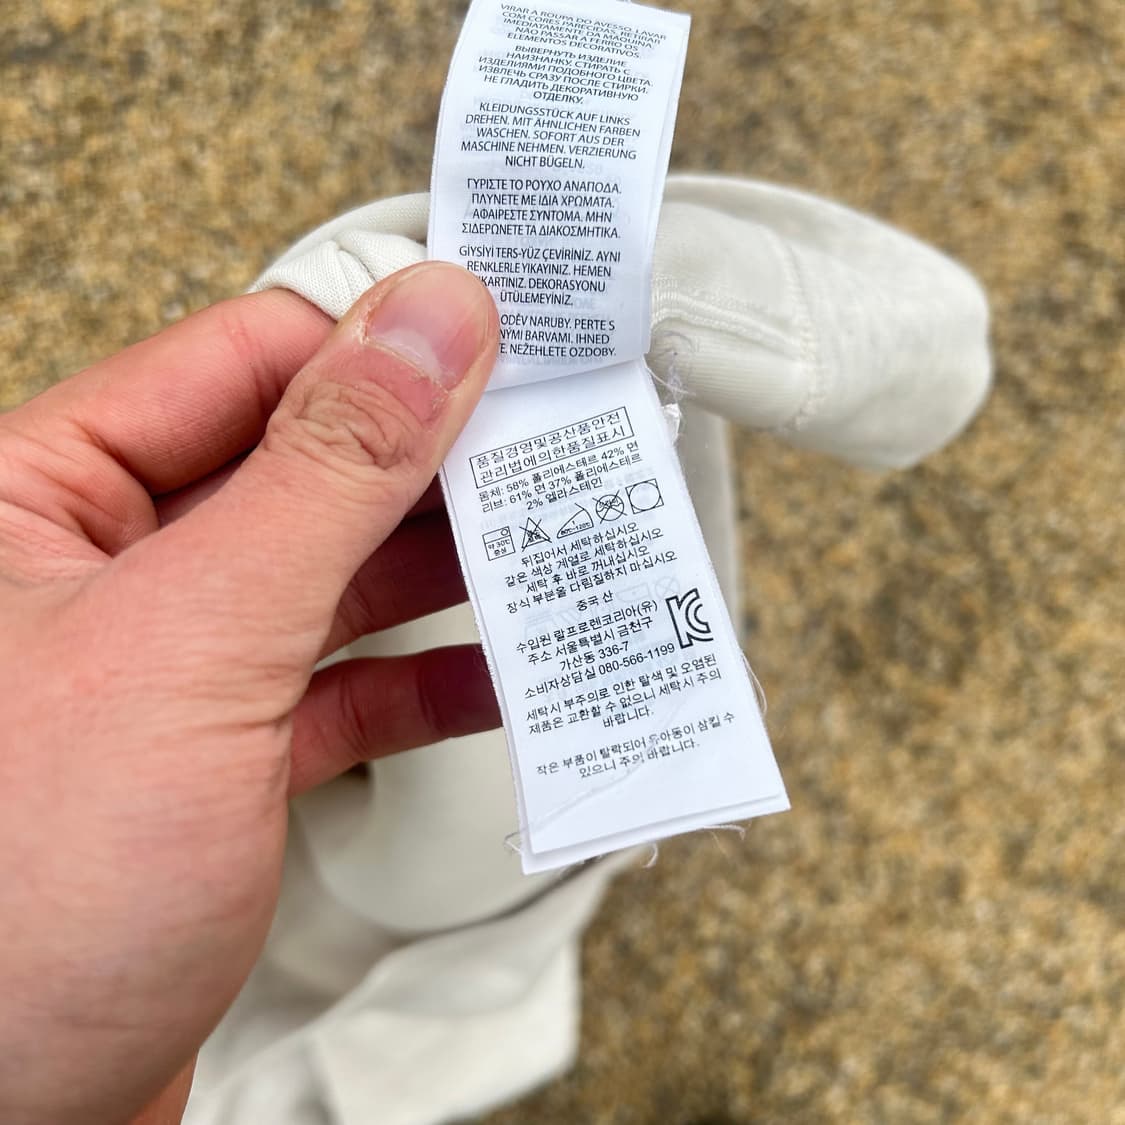 VIRAR A ROUPA DO AVESSO. LAVAR
COM CORES PARECIDAS. RETIRAR
IMEDIATAMENTE DA MÁQUINA.
NÃO PASSAR A FERRO OS
ELEMENTOS DECORATIVOS.
ВЫВЕРНУТЬ ИЗДЕЛИЕ
НАИЗНАНКУ. СТИРАТЬ С
ИЗДЕЛИЯМИ ПОДОБНОГО ЦВЕТА.
ИЗВЛЕЧЬ СРАЗУ ПОСЛЕ СТИРКИ.
НЕ ГЛАДИТЬ ДЕКОРАТИВНУЮ
ОТДЕЛКУ.
KLEIDUNGSSTÜCK AUF LINKS
DREHEN. MIT ÄHNLICHEN FARBEN
WASCHEN. SOFORT AUS DER
MASCHINE NEHMEN. VERZIERUNG
NICHT BÜGELN.
ΓΥΡΙΣΤΕ ΤΟ ΡΟΥΧΟ ΑΝΑΠΟΔΑ.
ΠΛΥΝΕΤΕ ΜΕ ΙΔΙΑ ΧΡΩΜΑΤΑ.
ΑΦΑΙΡΕΣΤΕ ΣΥΝΤΟΜΑ. ΜΗΝ
ΣΙΔΕΡΩΝΕΤΕ ΤΑ ΔΙΑΚΟΣΜΗΤΙΚΑ.
GİYSİYİ TERS-YÜZ ÇEVİRİNİZ. AYNI
RENKLERLE YIKAYINIZ. HEMEN
IKARTINIZ. DEKORASYONU
ÜTÜLEMEYİNİZ.
ODĚV NARUBY. PERTE S
NÝMI BARVAMI. IHNED
E. NEŽEHLETE OZDOBY.
품질경영및공산품안전
관리법에의한품질표시
몸체: 58% 폴리에스테르 42% 면
리브: 61% 면 37% 폴리에스테르
2% 엘라스테인
약 30℃
중성
80℃~120℃
뒤집어서 세탁하십시오
같은 색상 계열로 세탁하십시오
세탁 후 바로 꺼내십시오
장식 부분을 다림질하지 마십시오
중국 산
수입원 랄프로렌코리아(유)
주소 서울특별시 금천구
가산동 336-7
소비자상담실 080-566-1199
세탁시 부주의로 인한 탈색 및 오염된
제품은 교환할 수 없으니 세탁시 주의
바랍니다.
작은 부품이 탈락되어 유아동이 삼킬 수
있으니 주의 바랍니다.